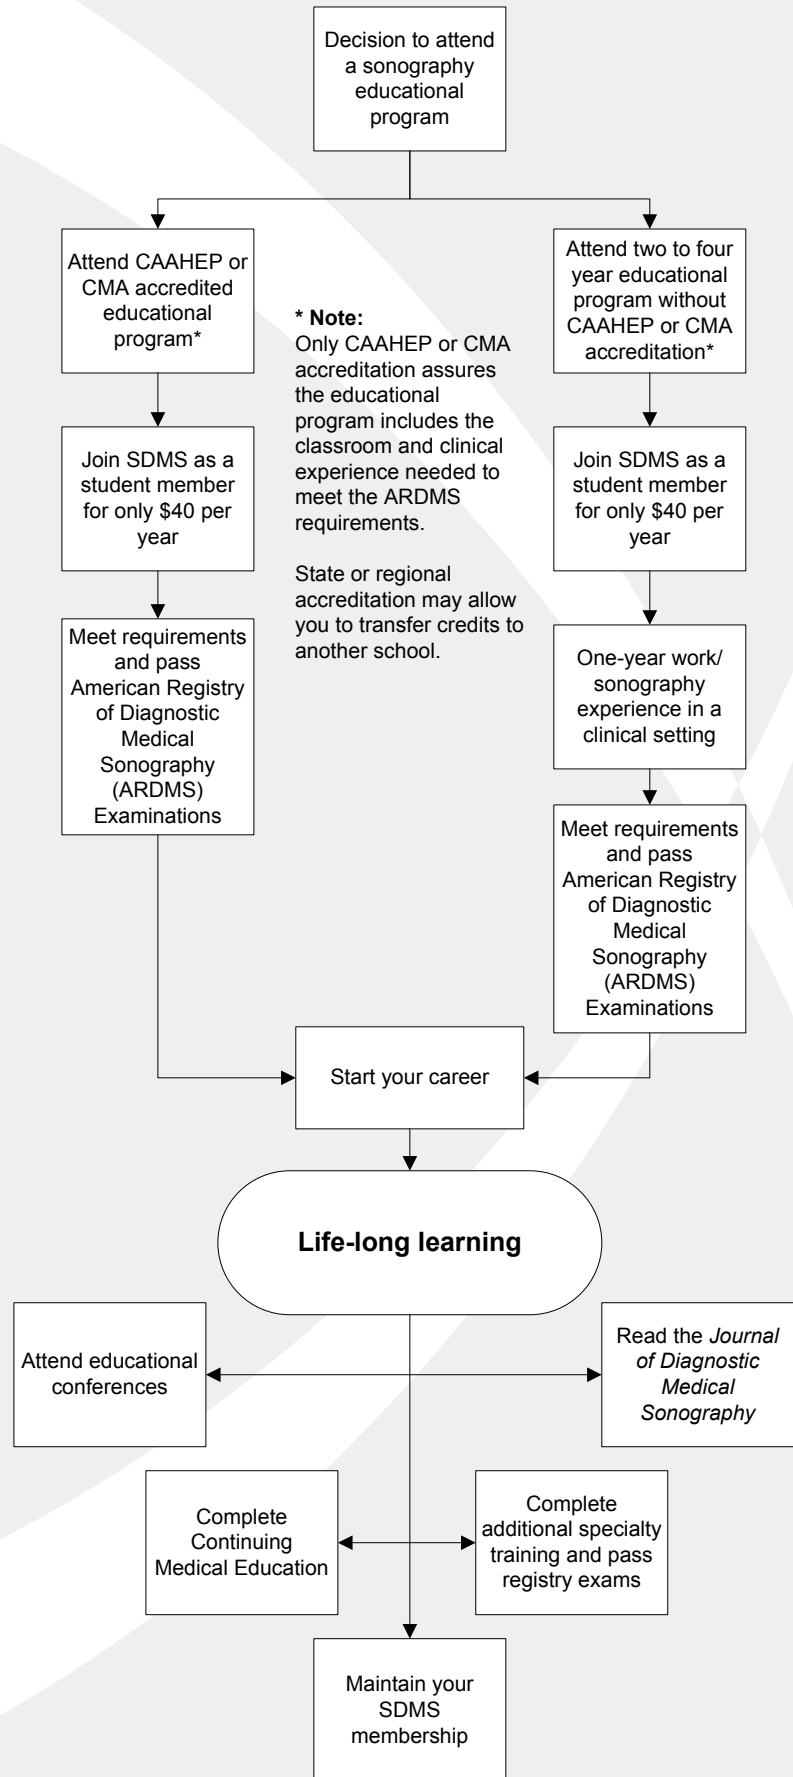 Decision to attend
a sonography
educational
program
Attend CAAHEP or
CMA accredited
educational
program*
Attend two to four
year educational
program without
CAAHEP or CMA
accreditation*
* Note:
Only CAAHEP or CMA
accreditation assures
the educational
program includes the
classroom and clinical
experience needed to
meet the ARDMS
requirements.
State or regional
accreditation may allow
you to transfer credits to
another school.
Join SDMS as a
student member
for only $40 per
year
Join SDMS as a
student member
for only $40 per
year
Meet requirements
and pass
American Registry
of Diagnostic
Medical
Sonography
(ARDMS)
Examinations
One-year work/
sonography
experience in a
clinical setting
Meet requirements
and pass
American Registry
of Diagnostic
Medical
Sonography
(ARDMS)
Examinations
Start your career
Life-long learning
Attend educational
conferences
Read the Journal
of Diagnostic
Medical
Sonography
Complete
Continuing
Medical Education
Complete
additional specialty
training and pass
registry exams
Maintain your
SDMS
membership